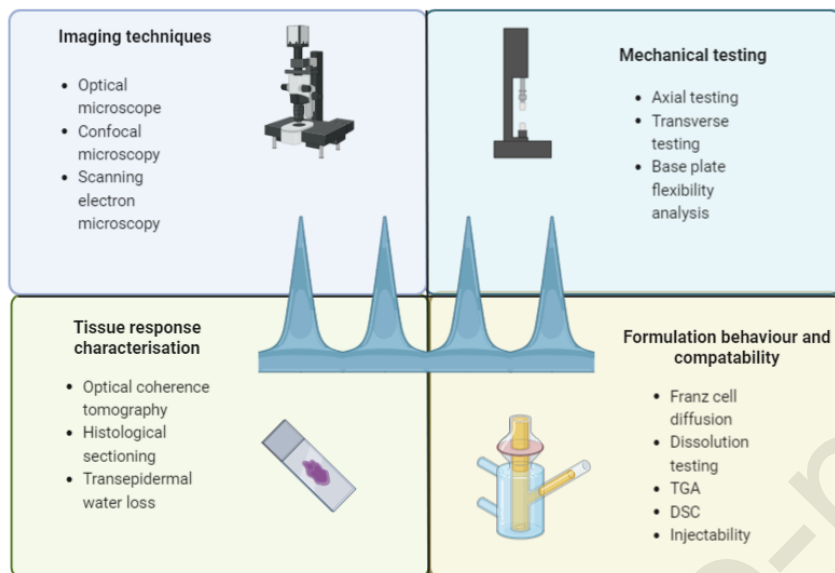 Imaging techniques
• Optical
microscope
• Confocal
microscopy
• Scanning
electron
microscopy
Mechanical testing
• Axial testing
• Transverse
testing
• Base plate
flexibility
analysis
Tissue response
characterisation
• Optical coherence
tomography
• Histological
sectioning
• Transepidermal
water loss
Formulation behaviour and
compatability
• Franz cell
diffusion
• Dissolution
testing
• TGA
• DSC
• Injectability